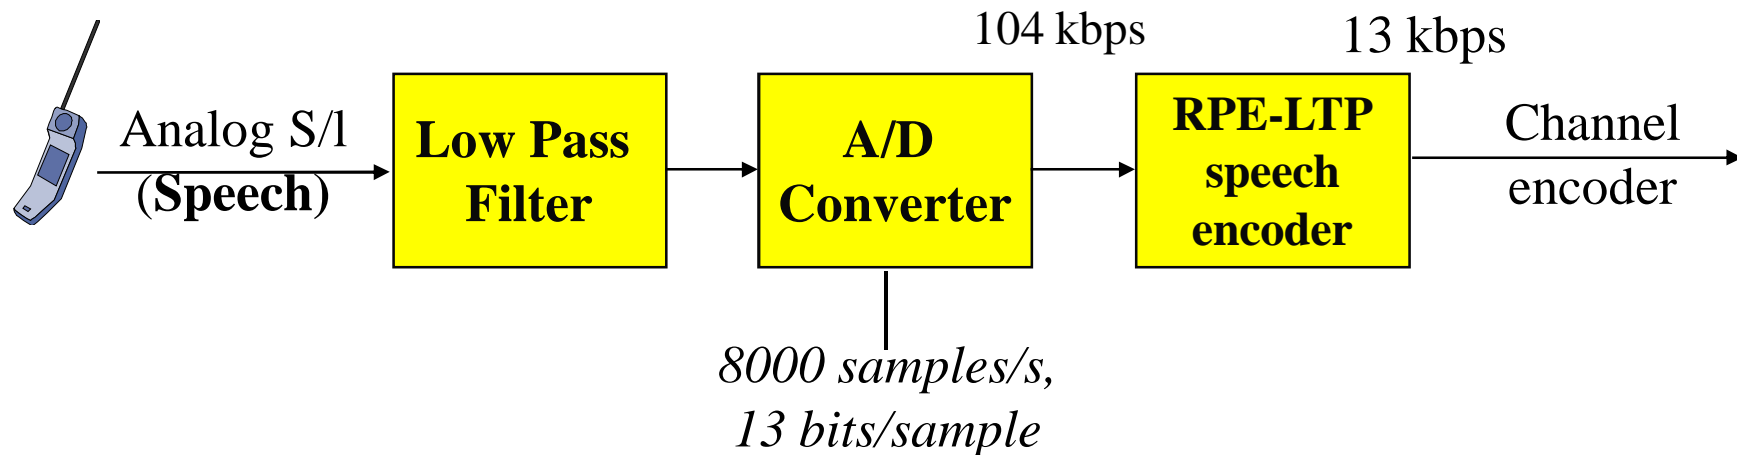 104 kbps
13 kbps
Analog S/l
(Speech)
Low Pass
Filter
A/D
Converter
RPE-LTP
speech
encoder
Channel
encoder
8000 samples/s,
13 bits/sample